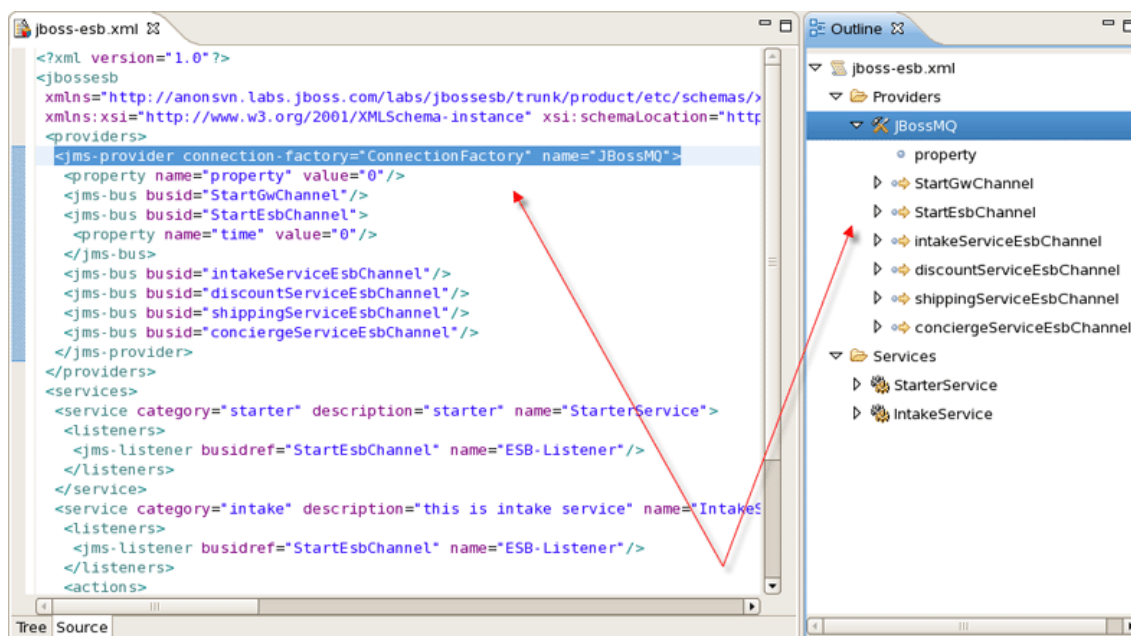 jboss-esb.xml
<?xml version="1.0"?>
<jbossesb
xmlns="http://anonsvn.labs.jboss.com/labs/jbossesb/trunk/product/etc/schemas/x
xmlns:xsi="http://www.w3.org/2001/XMLSchema-instance" xsi:schemaLocation="http
<providers>
<jms-provider connection-factory="ConnectionFactory" name="JBossMQ">
<property name="property" value="0"/>
<jms-bus busid="StartGwChannel"/>
<jms-bus busid="StartEsbChannel">
<property name="time" value="0"/>
</jms-bus>
<jms-bus busid="intakeServiceEsbChannel"/>
<jms-bus busid="discountServiceEsbChannel"/>
<jms-bus busid="shippingServiceEsbChannel"/>
<jms-bus busid="conciergeServiceEsbChannel"/>
</jms-provider>
</providers>
<services>
<service category="starter" description="starter" name="StarterService">
<listeners>
<jms-listener busidref="StartEsbChannel" name="ESB-Listener"/>
</listeners>
</service>
<service category="intake" description="this is intake service" name="IntakeS
<listeners>
<jms-listener busidref="StartEsbChannel" name="ESB-Listener"/>
</listeners>
<actions>
Tree Source
Outline
jboss-esb.xml
Providers
JBossMQ
property
StartGwChannel
StartEsbChannel
intakeServiceEsbChannel
discountServiceEsbChannel
shippingServiceEsbChannel
conciergeServiceEsbChannel
Services
StarterService
IntakeService